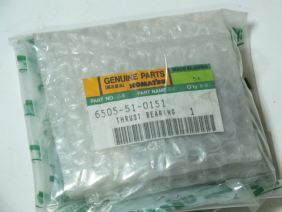 GENUINE PARTS
KOMATSU
PART NO.
PART NAME
6505-51-0151
THRUST BEARING 1